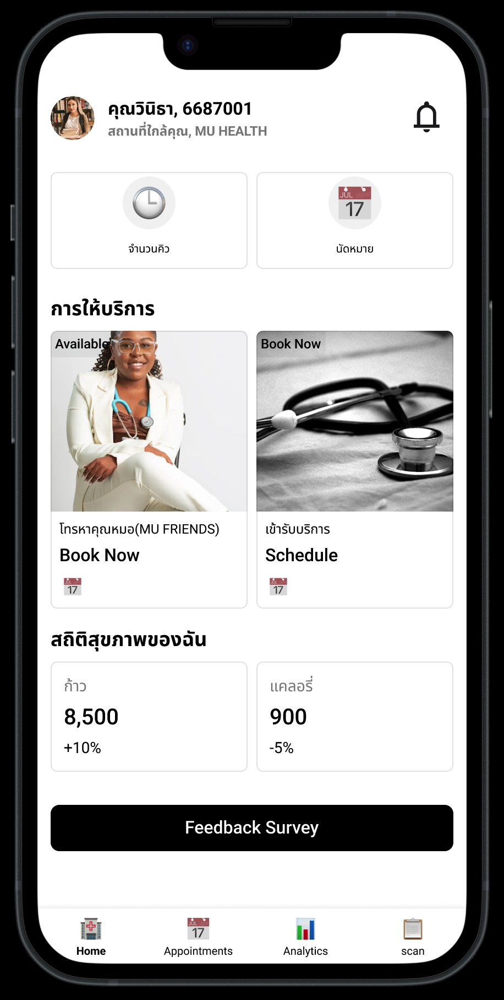 คุณวินิธา, 6687001
สถานที่ใกล้คุณ, MU HEALTH
JUL
17
จำนวนคิว
นัดหมาย
การให้บริการ
Available
Book Now
โทรหาคุณหมอ(MU FRIENDS)
เข้ารับบริการ
Book Now
Schedule
JUL
17
JUL
17
สถิติสุขภาพของฉัน
ก้าว
แคลอรี่
8,500
900
+10%
-5%
Feedback Survey
JUL
17
Home
Appointments
Analytics
scan